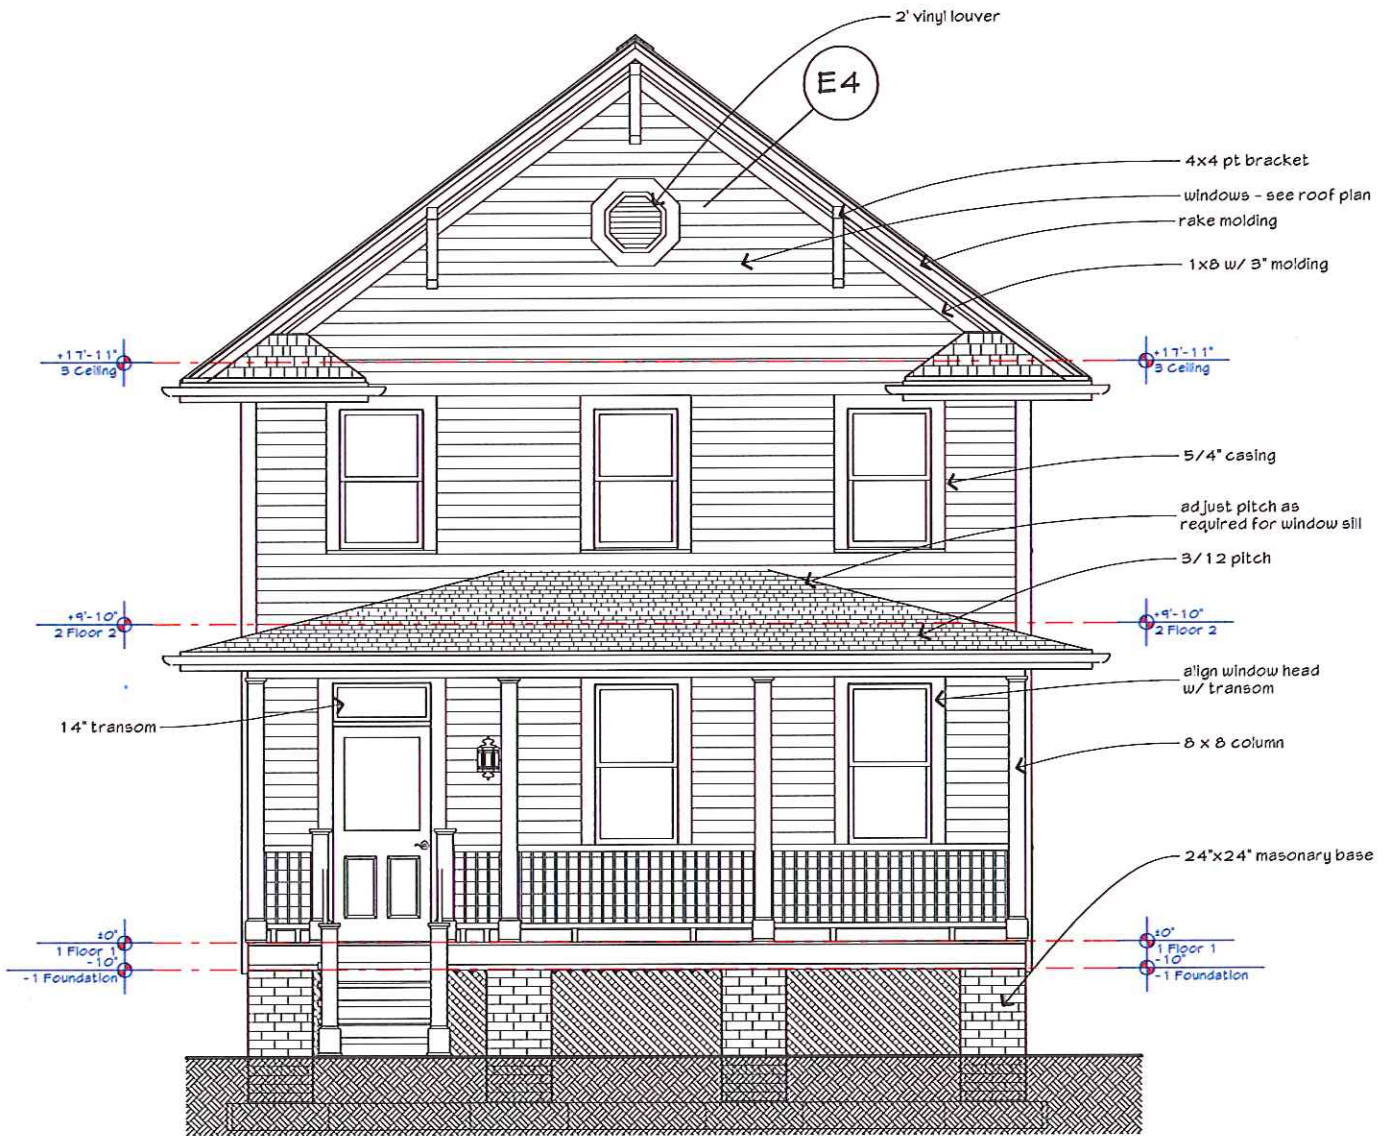 2' vinyl louver
E4
4x4 pt bracket
windows - see roof plan
rake molding
1x8 w/ 3" molding
+17'-11"
3 Ceiling
+17'-11"
3 Ceiling
5/4" casing
adjust pitch as
required for window sill
3/12 pitch
+9'-10"
2 Floor 2
+9'-10"
2 Floor 2
align window head
w/ transom
14" transom
8 x 8 column
24"x24" masonary base
±0"
1 Floor 1
-10"
-1 Foundation
±0"
1 Floor 1
-10"
-1 Foundation